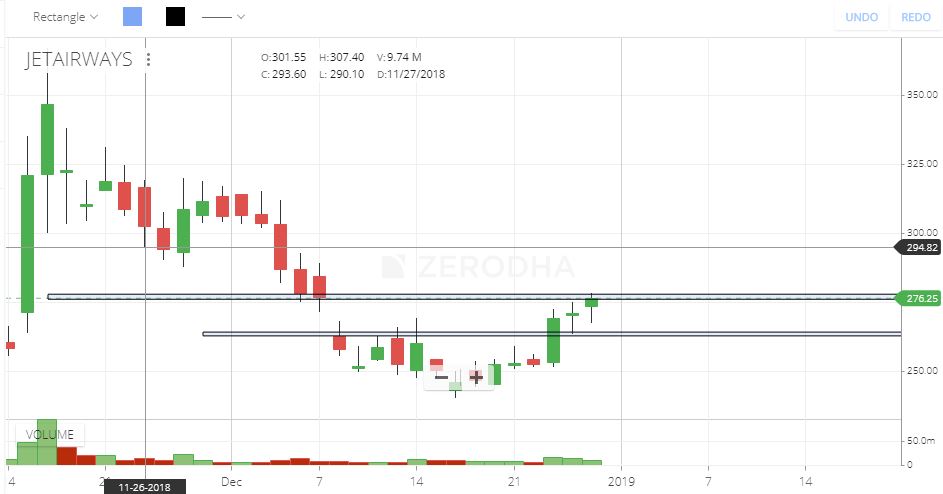 Rectangle UNDO REDO
JETAIRWAYS O:301.55 H:307.40 V:9.74 M
C:293.60 L: 290.10 D:11/27/2018
350.00
325.00
300.00
294.82
ZERODHA
276.25
250.00
− +
VOLUME
50.0m
0
4 21 Dec 7 14 21 2019 7 14
11-26-2018